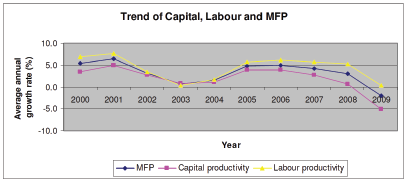 Trend of Capital, Labour and MFP
Average annual
growth rate (%)
10.0
5.0
0.0
-5.0
-10.0
2000 2001 2002 2003 2004 2005 2006 2007 2008 2009
Year
MFP Capital productivity Labour productivity